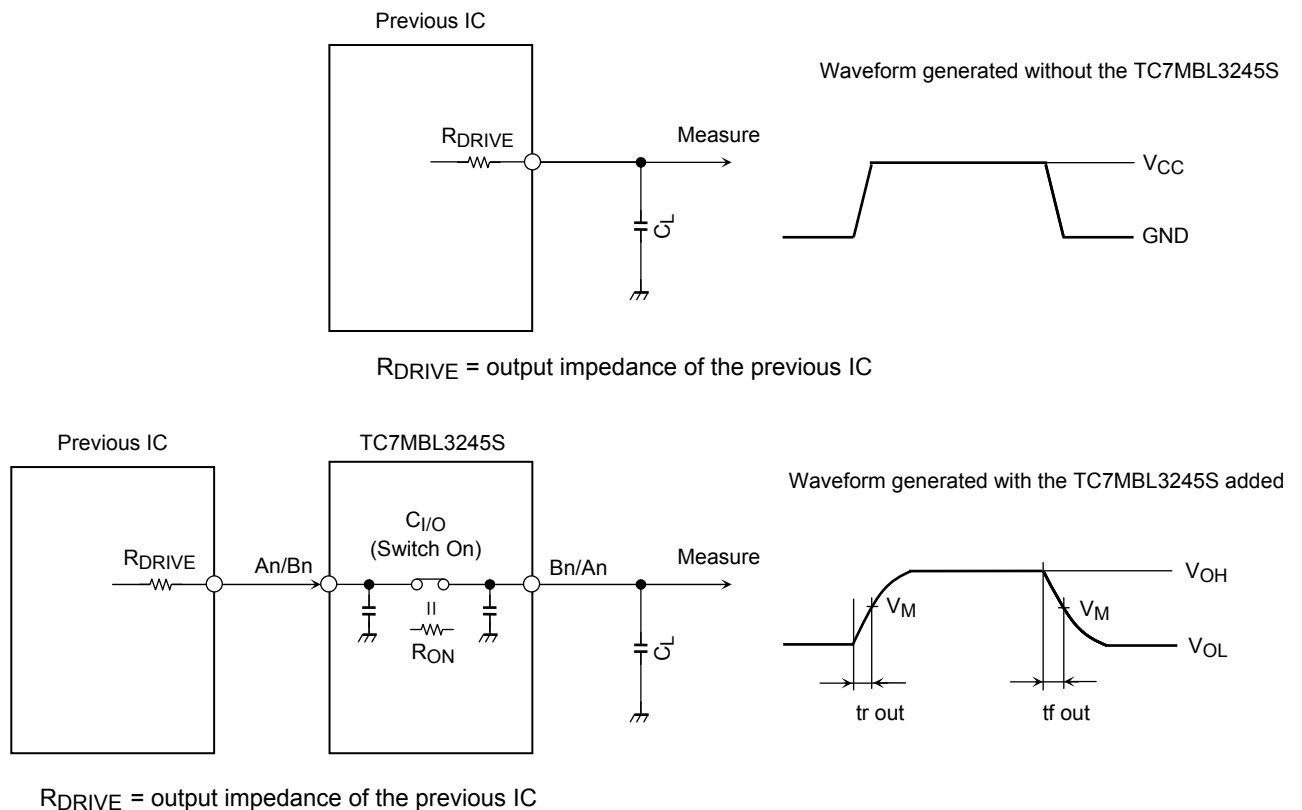 Previous IC
Waveform generated without the TC7MBL3245S
RDRIVE
Measure
VCC
CL
GND
RDRIVE = output impedance of the previous IC
Previous IC
TC7MBL3245S
Waveform generated with the TC7MBL3245S added
CI/O
(Switch On)
RDRIVE
An/Bn
Bn/An
Measure
VOH
VM
VM
RON
CL
VOL
tr out
tf out
RDRIVE = output impedance of the previous IC